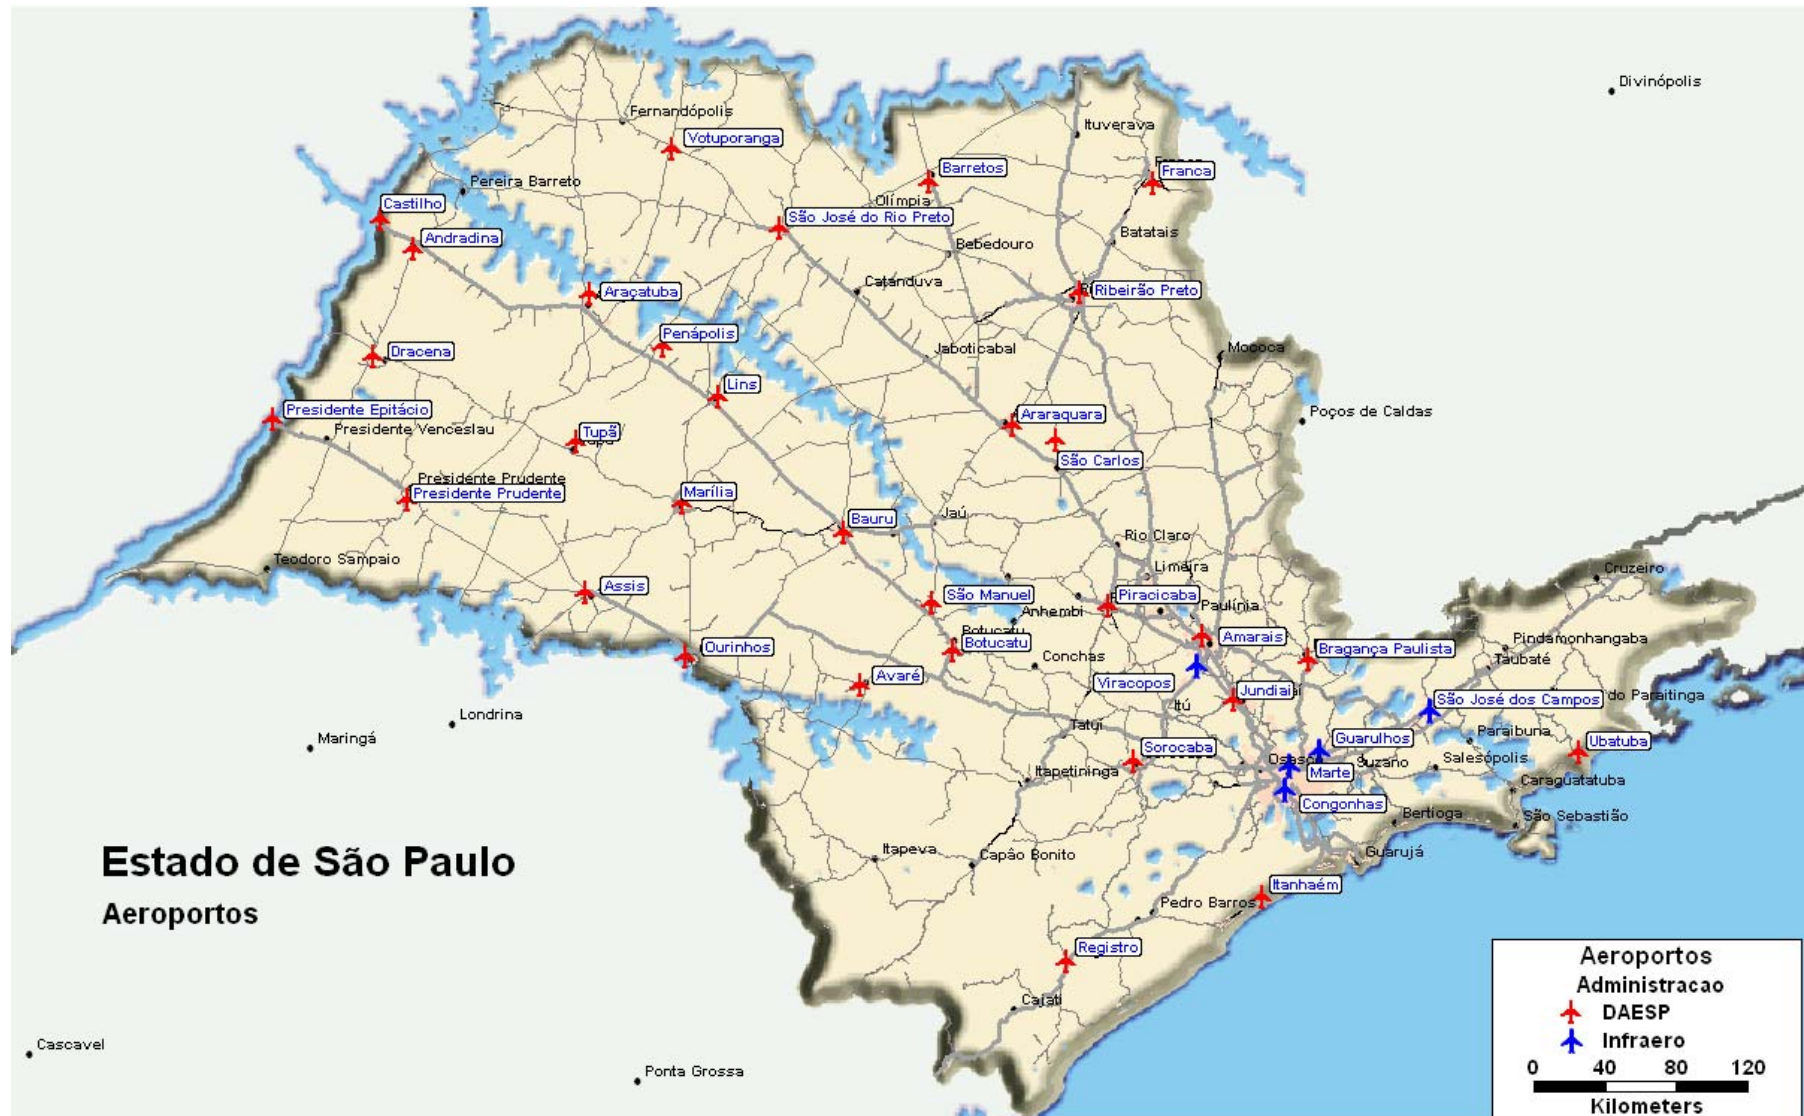 Divinópolis
Fernandópolis
Votuporanga
Ituverava
Barretos
Franca
Pereira Barreto
Castilho
Olímpia
São José do Rio Preto
Andradina
Batatais
Bebedouro
Araçatuba
Catanduva
Ribeirão Preto
Penápolis
Dracena
Jaboticabal
Mococa
Lins
Presidente Epitácio
Araraquara
Poços de Caldas
Presidente Venceslau
Tupã
São Carlos
Presidente Prudente
Presidente Prudente
Marília
Bauru
Jaú
Rio Claro
Teodoro Sampaio
Limeira
Cruzeiro
Assis
São Manuel
Piracicaba
Paulínia
Anhembi
Botucatu
Amarais
Pindamonhangaba
Ourinhos
Botucatu
Bragança Paulista
Conchas
Taubaté
Avaré
Viracopos
Jundiaí
São José dos Campos
do Paraitinga
Itú
Londrina
Tatuí
Maringá
Sorocaba
Guarulhos
Paraibuna
Ubatuba
Osasco
Suzano
Salesópolis
Itapetininga
Marte
Caraguatatuba
Congonhas
Bertioga
São Sebastião
Itapeva
Capâo Bonito
Guarujá
Estado de São Paulo
Aeroportos
Itanhaém
Pedro Barros
Registro
Cajati
Cascavel
Ponta Grossa
Aeroportos
Administracao
DAESP
Infraero
0 40 80 120
Kilometers